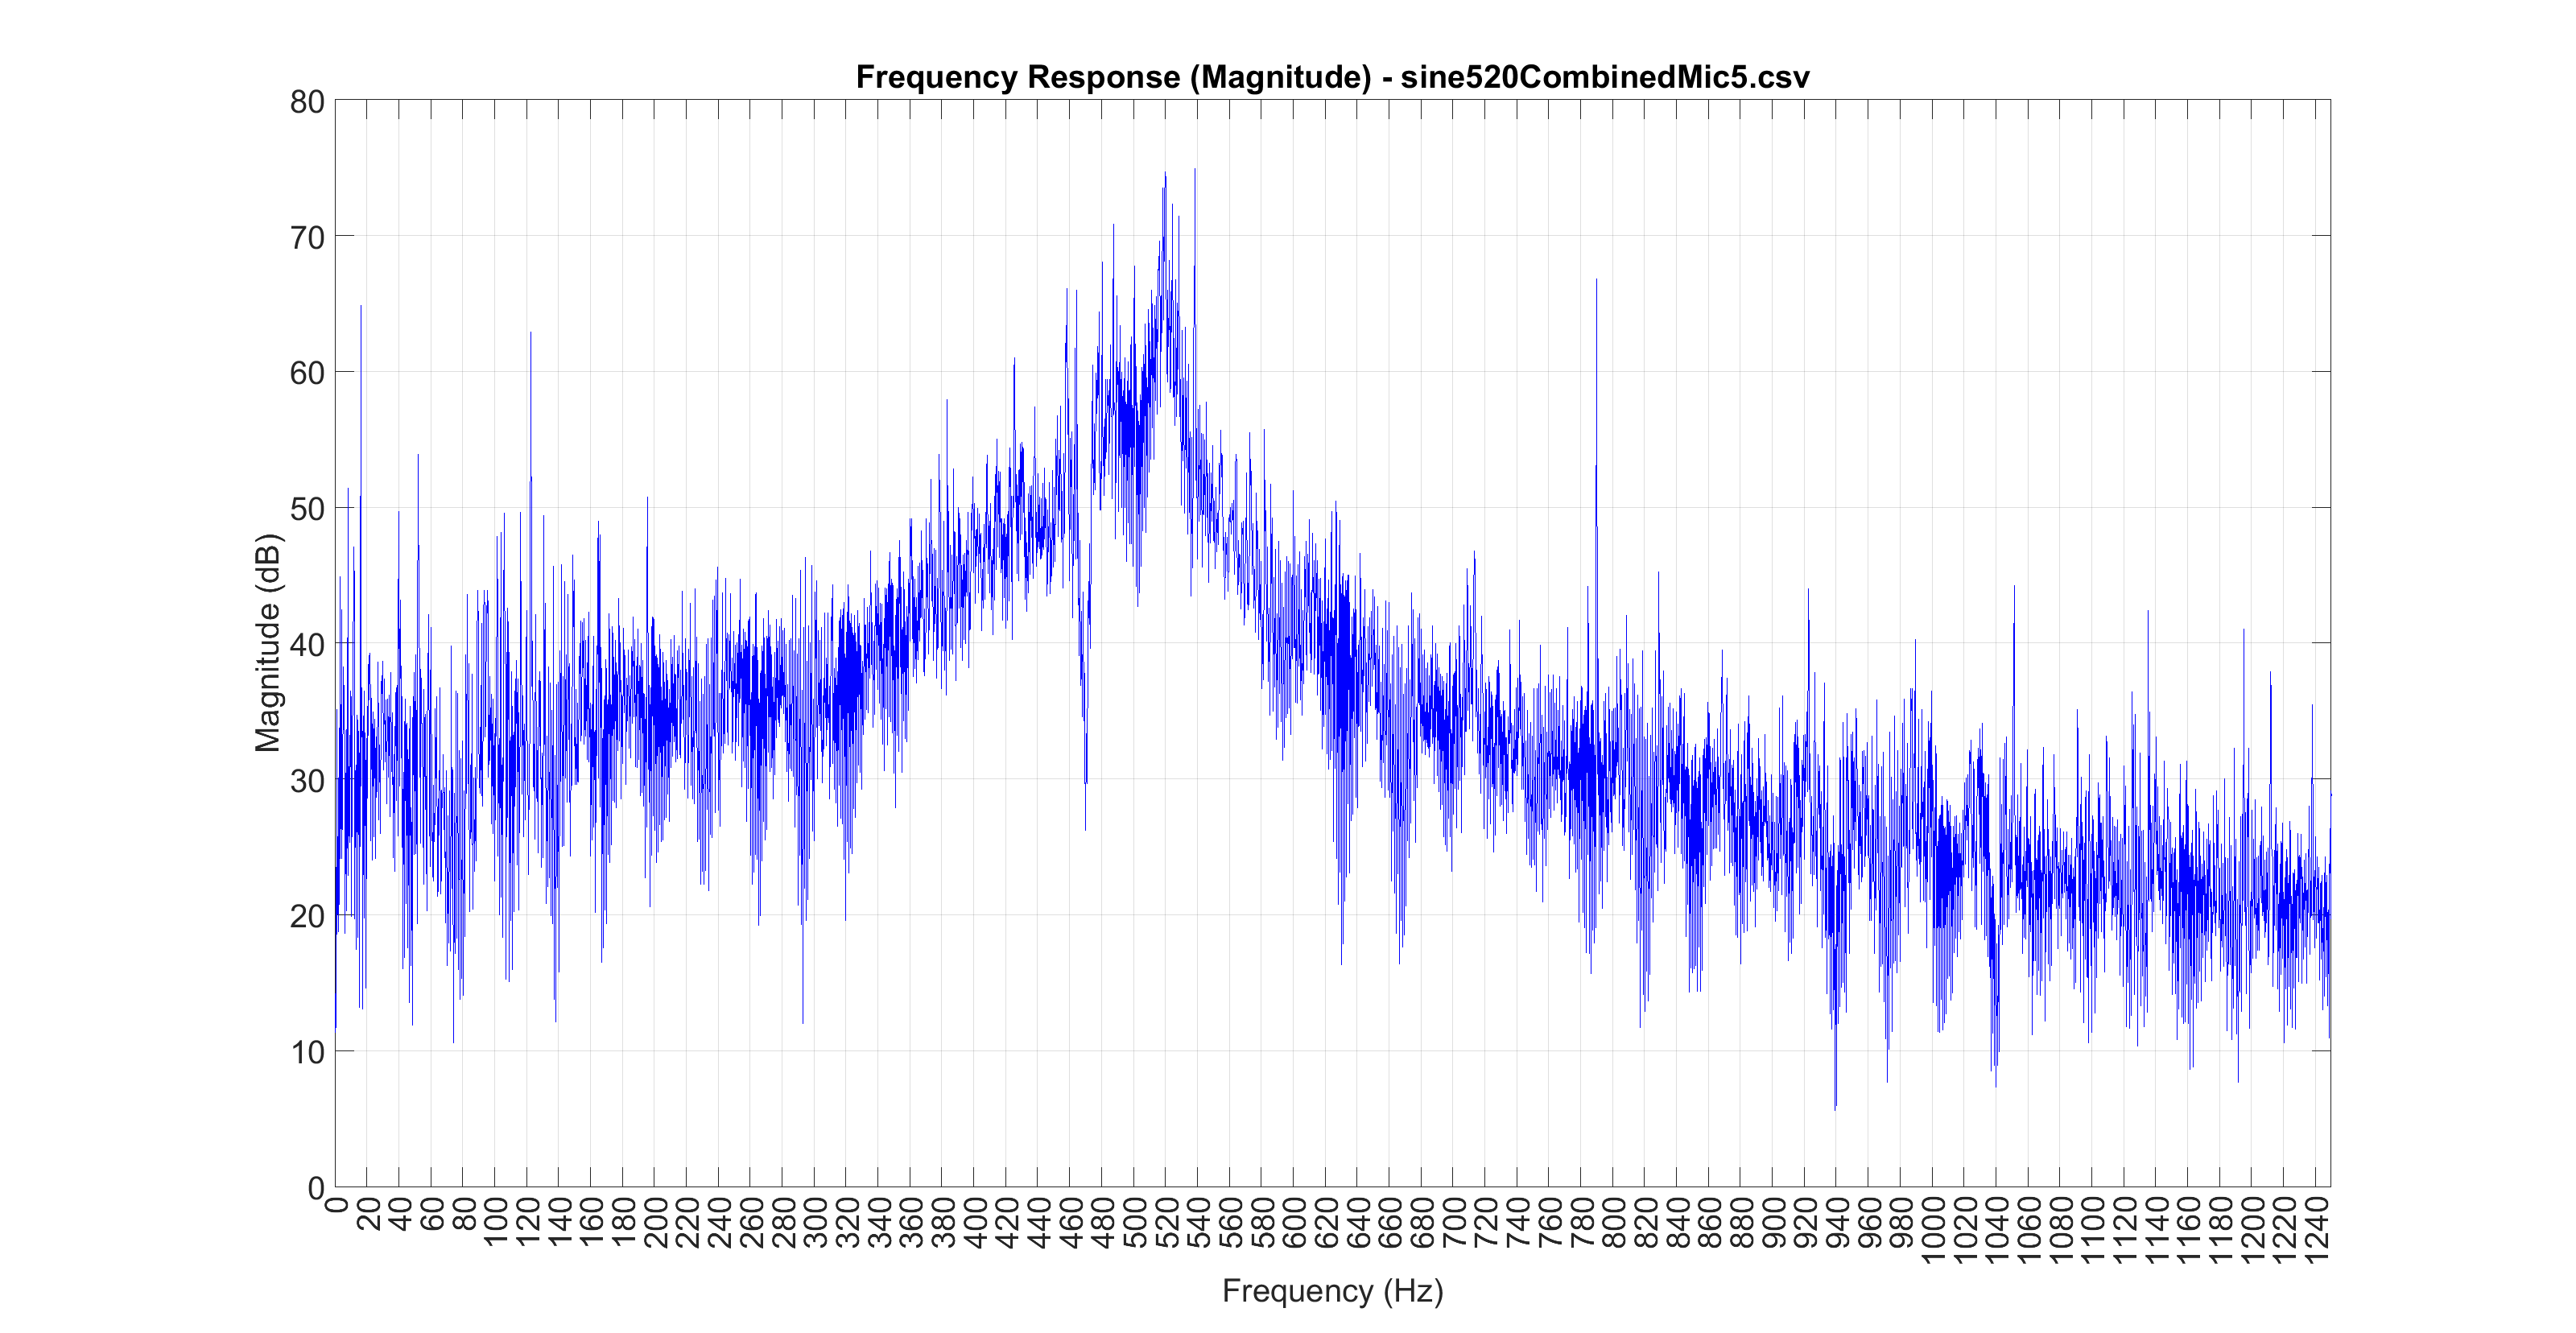 Frequency Response (Magnitude) - sine520CombinedMic5.csv
80
70
60
50
40
30
20
10
0
Magnitude (dB)
0 20 40 60 80 100 120 140 160 180 200 220 240 260 280 300 320 340 360 380 400 420 440 460 480 500 520 540 560 580 600 620 640 660 680 700 720 740 760 780 800 820 840 860 880 900 920 940 960 980 1000 1020 1040 1060 1080 1100 1120 1140 1160 1180 1200 1220 1240
Frequency (Hz)